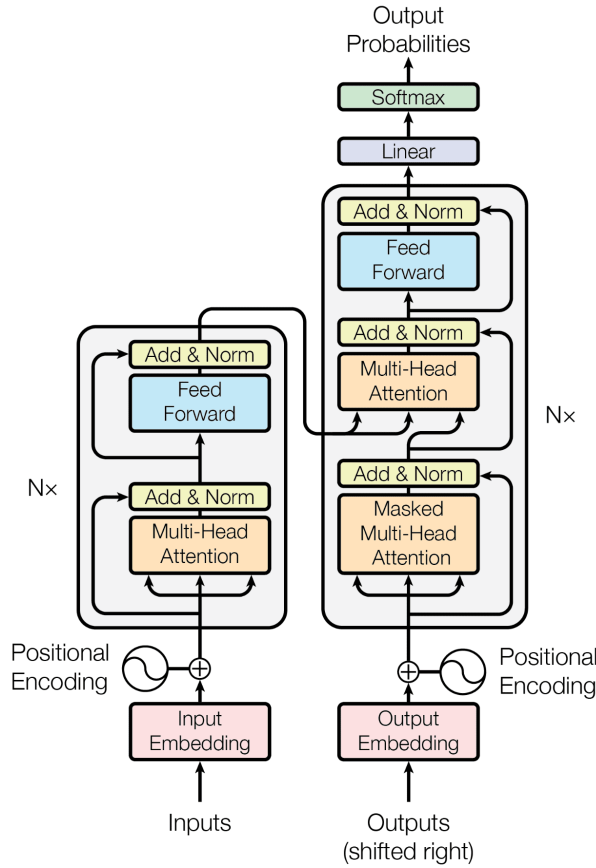 Output
Probabilities
Softmax
Linear
Add & Norm
Feed
Forward
Add & Norm
Multi-Head
Attention
Add & Norm
Masked
Multi-Head
Attention
N×
Add & Norm
Feed
Forward
Add & Norm
Multi-Head
Attention
N×
Positional
Encoding
Positional
Encoding
Input
Embedding
Output
Embedding
Inputs
Outputs
(shifted right)